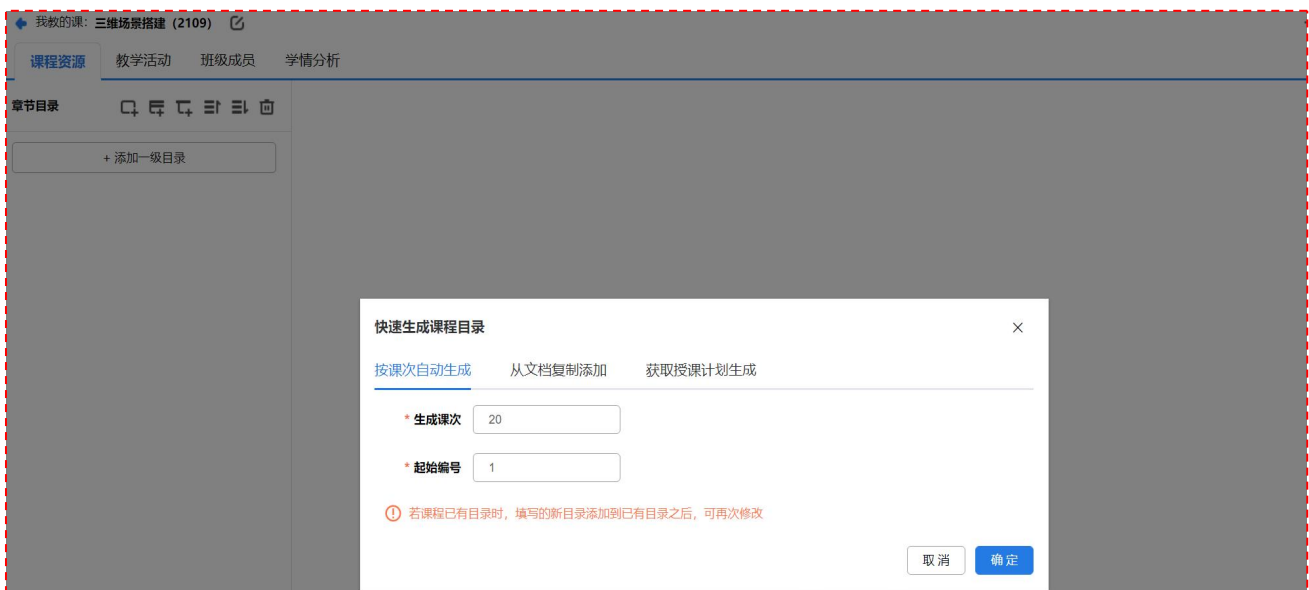 我教的课：三维场景搭建（2109）
课程资源 教学活动 班级成员 学情分析
章节目录
+ 添加一级目录
快速生成课程目录
按课次自动生成 从文档复制添加 获取授课计划生成
* 生成课次 20
* 起始编号 1
若课程已有目录时，填写的新目录添加到已有目录之后，可再次修改
取消 确定